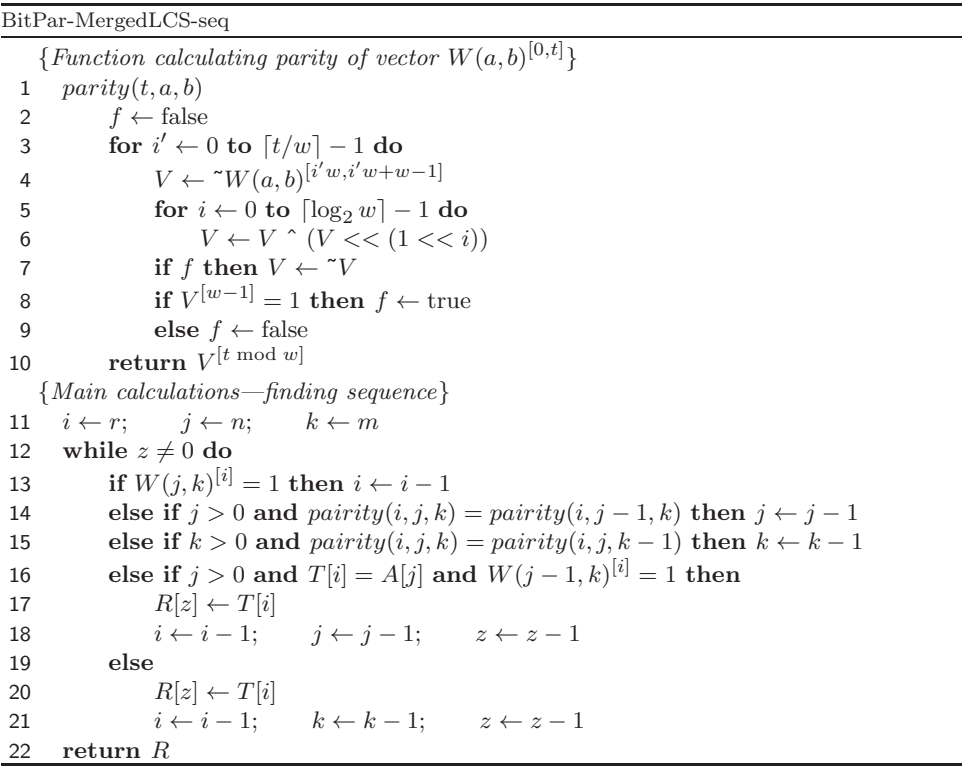 BitPar-MergedLCS-seq
{Function calculating parity of vector W(a, b)^[0,t]}
1 parity(t, a, b)
2 f ← false
3 for i′ ← 0 to ⌈t/w⌉ − 1 do
4 V ← ~W(a, b)^[i′w,i′w+w−1]
5 for i ← 0 to ⌈log₂ w⌉ − 1 do
6 V ← V ^ (V << (1 << i))
7 if f then V ← ~V
8 if V^[w−1] = 1 then f ← true
9 else f ← false
10 return V^[t mod w]
{Main calculations—finding sequence}
11 i ← r; j ← n; k ← m
12 while z ≠ 0 do
13 if W(j, k)^[i] = 1 then i ← i − 1
14 else if j > 0 and pairity(i, j, k) = pairity(i, j − 1, k) then j ← j − 1
15 else if k > 0 and pairity(i, j, k) = pairity(i, j, k − 1) then k ← k − 1
16 else if j > 0 and T[i] = A[j] and W(j − 1, k)^[i] = 1 then
17 R[z] ← T[i]
18 i ← i − 1; j ← j − 1; z ← z − 1
19 else
20 R[z] ← T[i]
21 i ← i − 1; k ← k − 1; z ← z − 1
22 return R